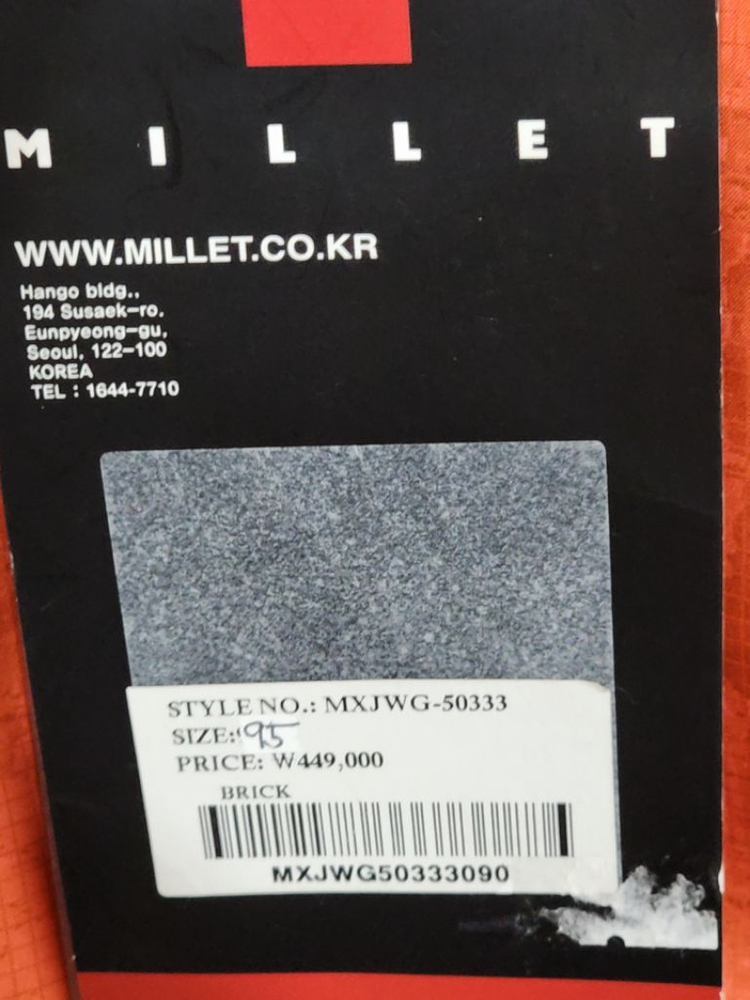 MILLET
WWW.MILLET.CO.KR
Hango bldg.,
194 Susaek-ro,
Eunpyeong-gu,
Seoul, 122-100
KOREA
TEL : 1644-7710
STYLE NO.: MXJWG-50333
SIZE: 95
PRICE: ₩449,000
BRICK
MXJWG50333090